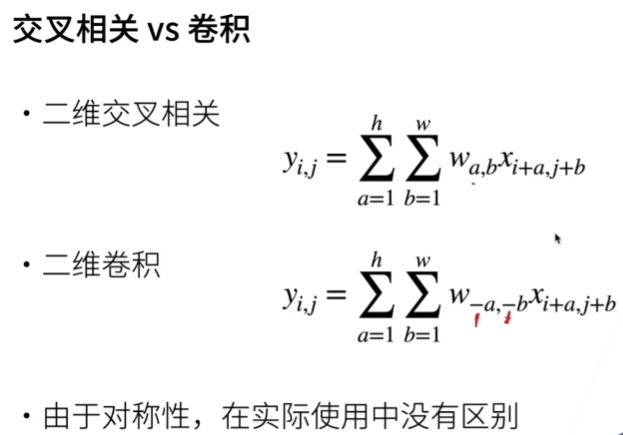 交叉相关 vs 卷积
· 二维交叉相关
y_{i,j} = \sum_{a=1}^{h} \sum_{b=1}^{w} w_{a,b} x_{i+a,j+b}
· 二维卷积
y_{i,j} = \sum_{a=1}^{h} \sum_{b=1}^{w} w_{-a,-b} x_{i+a,j+b}
· 由于对称性，在实际使用中没有区别